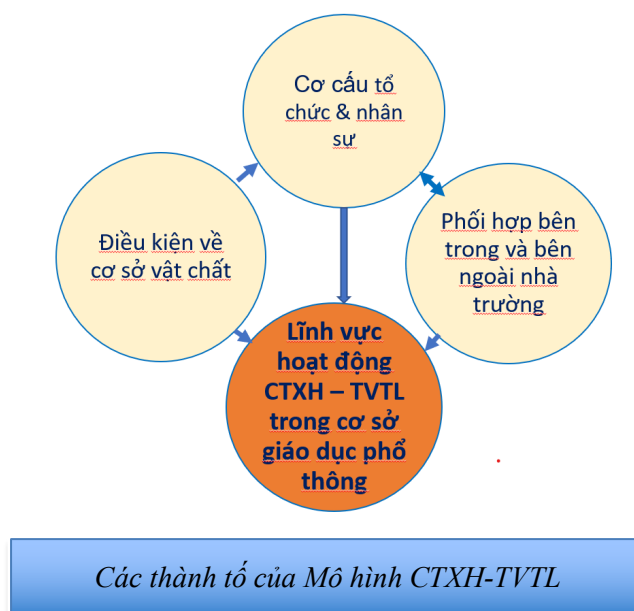 Cơ cấu tổ
chức & nhân
sự
Điều kiện về
cơ sở vật chất
Phối hợp bên
trong và bên
ngoài nhà
trường
Lĩnh vực
hoạt động
CTXH – TVTL
trong cơ sở
giáo dục phổ
thông
Các thành tố của Mô hình CTXH-TVTL